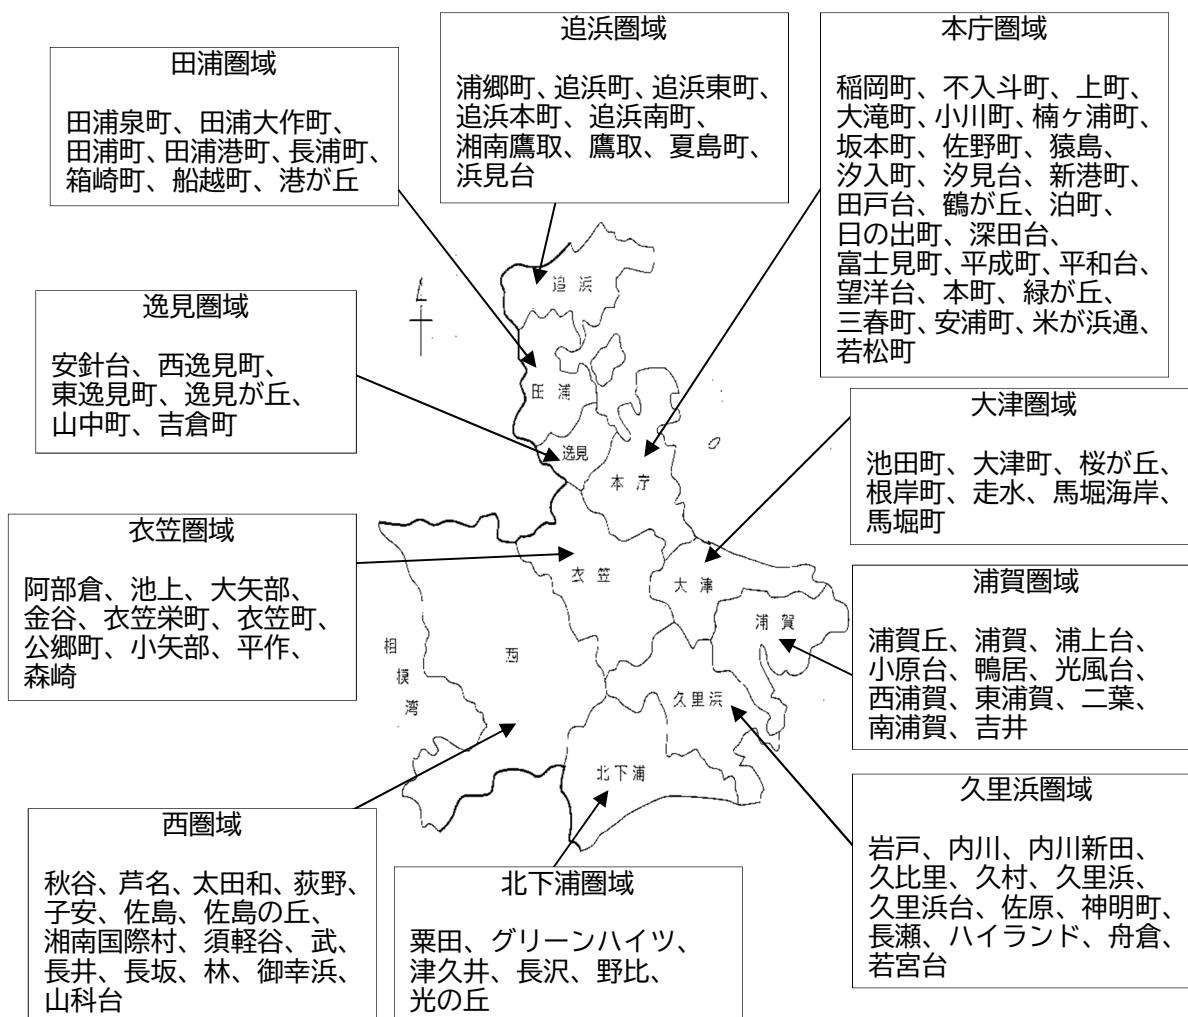 追浜圏域
浦郷町、追浜町、追浜東町、
追浜本町、追浜南町、
湘南鷹取、鷹取、夏島町、
浜見台
本庁圏域
稲岡町、不入斗町、上町、
大滝町、小川町、楠ヶ浦町、
坂本町、佐野町、猿島、
汐入町、汐見台、新港町、
田戸台、鶴が丘、泊町、
日の出町、深田台、
富士見町、平成町、平和台、
望洋台、本町、緑が丘、
三春町、安浦町、米が浜通、
若松町
田浦圏域
田浦泉町、田浦大作町、
田浦町、田浦港町、長浦町、
箱崎町、船越町、港が丘
逸見圏域
安針台、西逸見町、
東逸見町、逸見が丘、
山中町、吉倉町
大津圏域
池田町、大津町、桜が丘、
根岸町、走水、馬堀海岸、
馬堀町
衣笠圏域
阿部倉、池上、大矢部、
金谷、衣笠栄町、衣笠町、
公郷町、小矢部、平作、
森崎
浦賀圏域
浦賀丘、浦賀、浦上台、
小原台、鴨居、光風台、
西浦賀、東浦賀、二葉、
南浦賀、吉井
久里浜圏域
岩戸、内川、内川新田、
久比里、久村、久里浜、
久里浜台、佐原、神明町、
長瀬、ハイランド、舟倉、
若宮台
西圏域
秋谷、芦名、太田和、荻野、
子安、佐島、佐島の丘、
湘南国際村、須軽谷、武、
長井、長坂、林、御幸浜、
山科台
北下浦圏域
粟田、グリーンハイツ、
津久井、長沢、野比、
光の丘
追浜
田浦
逸見
本庁
衣笠
大津
浦賀
西
相模湾
久里浜
北下浦